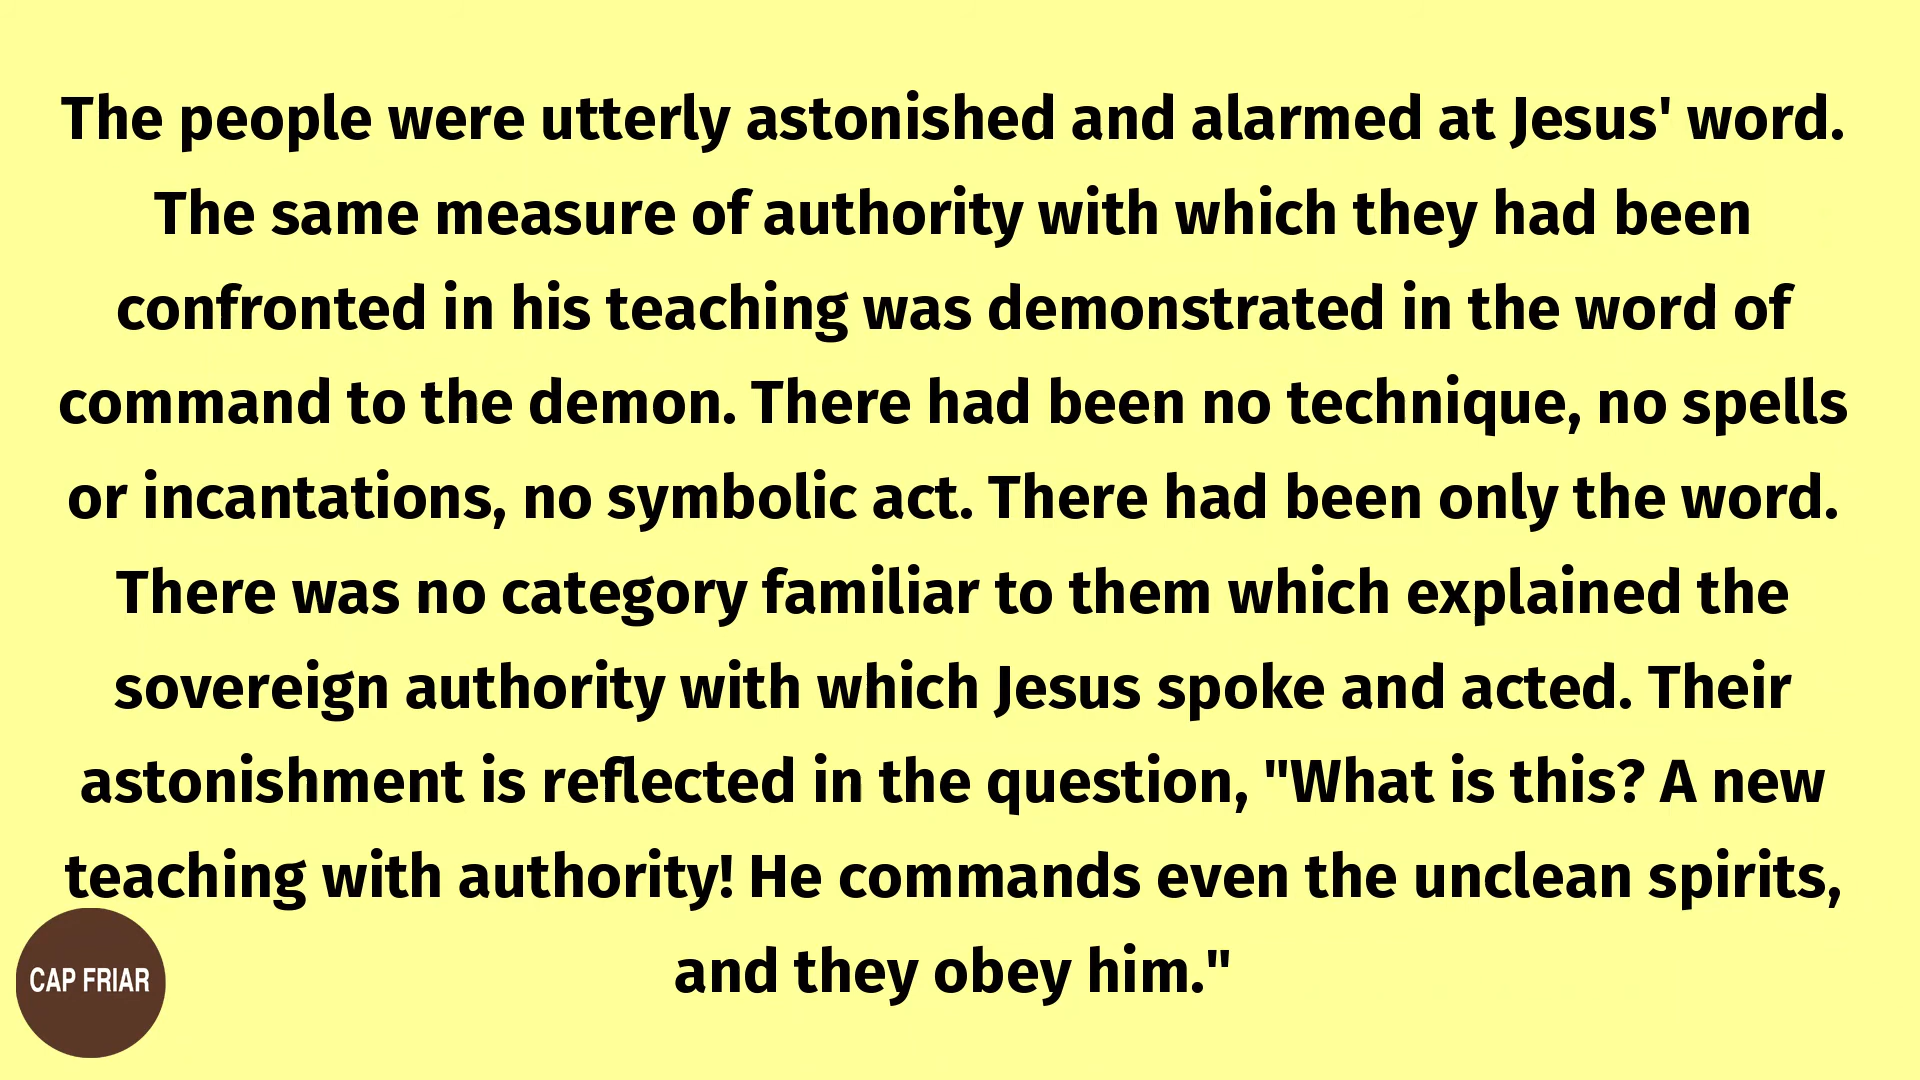 The people were utterly astonished and alarmed at Jesus' word.
The same measure of authority with which they had been
confronted in his teaching was demonstrated in the word of
command to the demon. There had been no technique, no spells
or incantations, no symbolic act. There had been only the word.
There was no category familiar to them which explained the
sovereign authority with which Jesus spoke and acted. Their
astonishment is reflected in the question, "What is this? A new
teaching with authority! He commands even the unclean spirits,
and they obey him."
CAP FRIAR